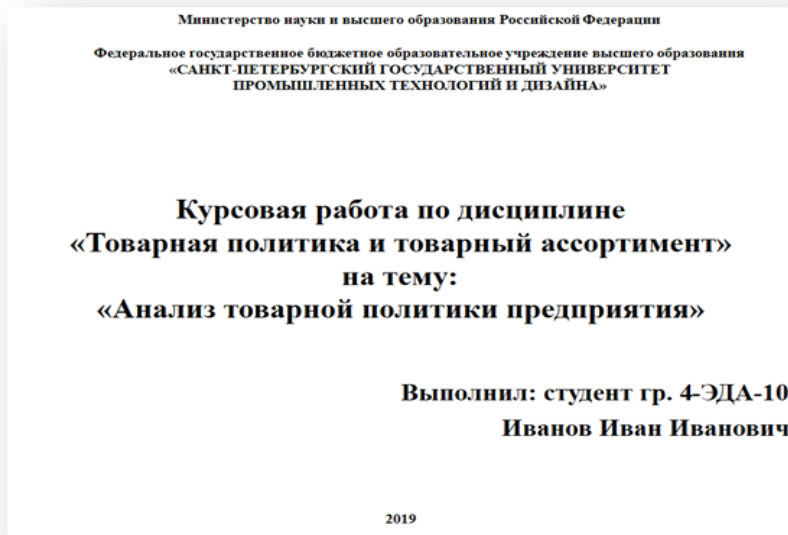 Министерство науки и высшего образования Российской Федерации
Федеральное государственное бюджетное образовательное учреждение высшего образования
«САНКТ-ПЕТЕРБУРГСКИЙ ГОСУДАРСТВЕННЫЙ УНИВЕРСИТЕТ
ПРОМЫШЛЕННЫХ ТЕХНОЛОГИЙ И ДИЗАЙНА»
Курсовая работа по дисциплине
«Товарная политика и товарный ассортимент»
на тему:
«Анализ товарной политики предприятия»
Выполнил: студент гр. 4-ЭДА-10
Иванов Иван Иванович
2019